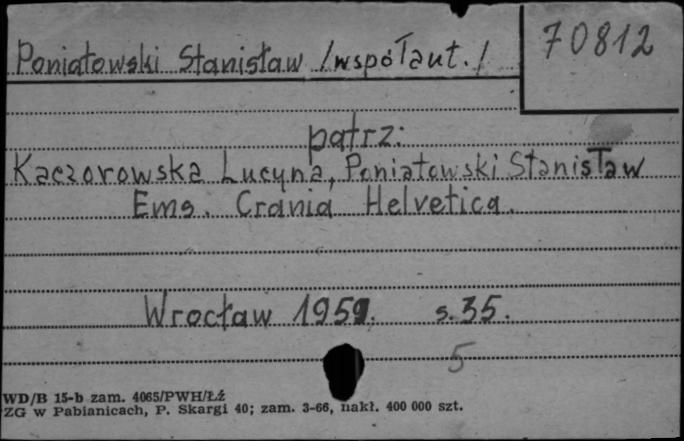 Poniatowski Stanisław /współaut./
70812
patrz:
Kaczorowska Lucyna, Poniatowski Stanisław
Ems. Crania Helvetica.
Wrocław 1959. s. 35.
5
WD/B 15-b zam. 4065/PWH/Łź
ZG w Pabianicach, P. Skargi 40; zam. 3-66, nakł. 400 000 szt.